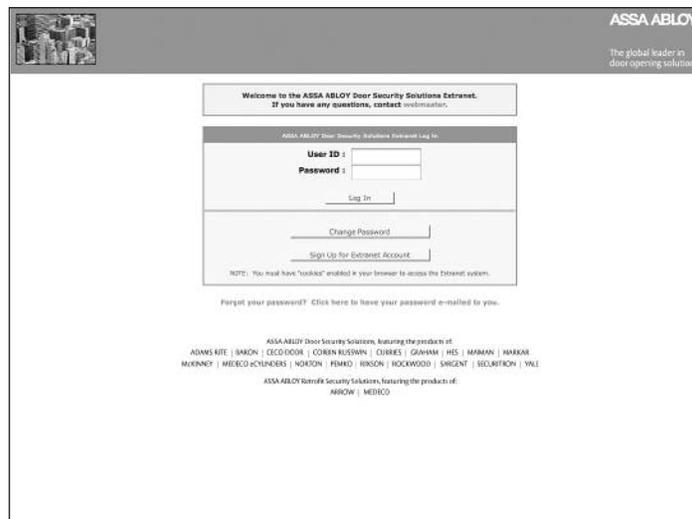 ASSA ABLOY
The global leader in
door opening solution
Welcome to the ASSA ABLOY Door Security Solutions Extranet.
If you have any questions, contact webmaster.
ASSA ABLOY Door Security Solutions Extranet Log In
User ID :
Password :
Log In
Change Password
Sign Up for Extranet Account
NOTE: You must have "cookies" enabled in your browser to access the Extranet system.
Forgot your password? Click here to have your password e-mailed to you.
ASSA ABLOY Door Security Solutions, featuring the products of:
ADAMS RITE | BARON | CECO DOOR | CORBIN RUSSWIN | CURRIES | GRAHAM | HES | MAIMAN | MARKAR
McKINNEY | MEDECO eCYLINDERS | NORTON | PEMKO | RIXSON | ROCKWOOD | SARGENT | SECURITRON | YALE
ASSA ABLOY Retrofit Security Solutions, featuring the products of:
ARROW | MEDECO